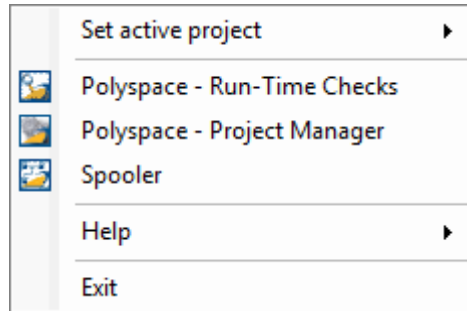 Set active project
Polyspace - Run-Time Checks
Polyspace - Project Manager
Spooler
Help
Exit